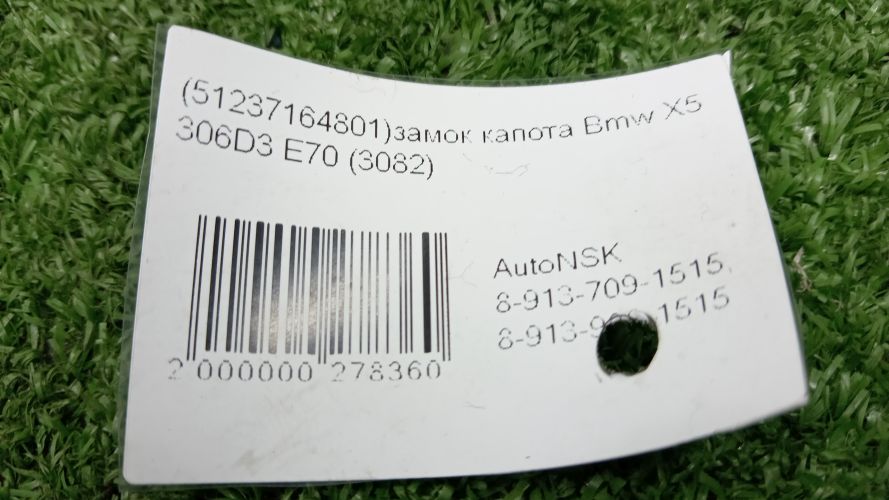 (51237164801)замок капота Bmw X5
306D3 E70 (3082)
AutoNSK
8-913-709-1515,
2 000000 278360